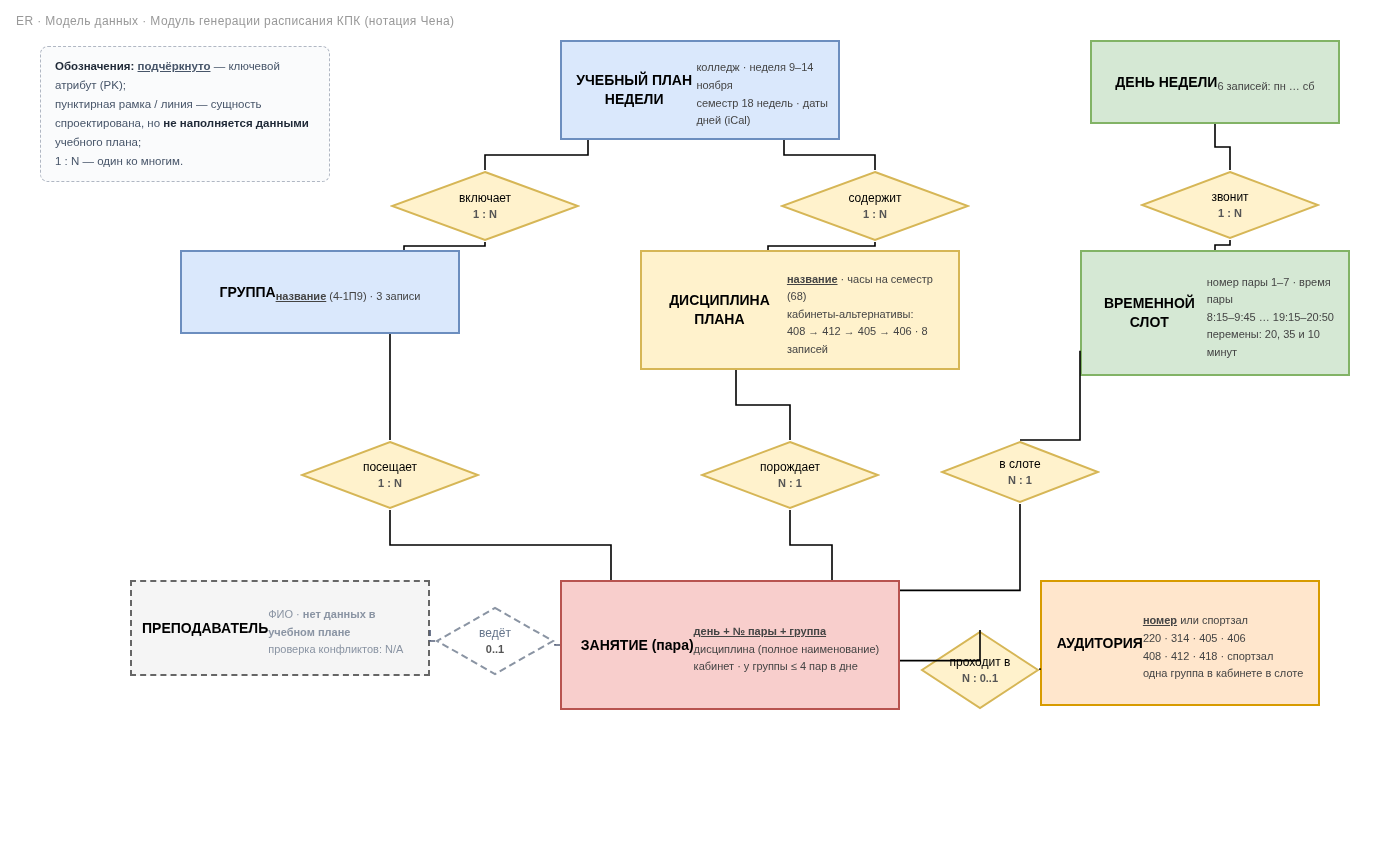 ER · Модель данных · Модуль генерации расписания КПК (нотация Чена)
Обозначения: подчёркнуто — ключевой
атрибут (PK);
пунктирная рамка / линия — сущность
спроектирована, но не наполняется данными
учебного плана;
1 : N — один ко многим.
УЧЕБНЫЙ ПЛАН
НЕДЕЛИ
колледж · неделя 9–14
ноября
семестр 18 недель · даты
дней (iCal)
ДЕНЬ НЕДЕЛИ
6 записей: пн … сб
включает
1 : N
содержит
1 : N
звонит
1 : N
ГРУППА
название (4-1П9) · 3 записи
ДИСЦИПЛИНА
ПЛАНА
название · часы на семестр
(68)
кабинеты-альтернативы:
408 → 412 → 405 → 406 · 8
записей
ВРЕМЕННОЙ
СЛОТ
номер пары 1–7 · время
пары
8:15–9:45 … 19:15–20:50
перемены: 20, 35 и 10
минут
посещает
1 : N
порождает
N : 1
в слоте
N : 1
ПРЕПОДАВАТЕЛЬ
ФИО · нет данных в
учебном плане
проверка конфликтов: N/A
ведёт
0..1
ЗАНЯТИЕ (пара)
день + № пары + группа
дисциплина (полное наименование)
кабинет · у группы ≤ 4 пар в дне
проходит в
N : 0..1
АУДИТОРИЯ
номер или спортзал
220 · 314 · 405 · 406
408 · 412 · 418 · спортзал
одна группа в кабинете в слоте